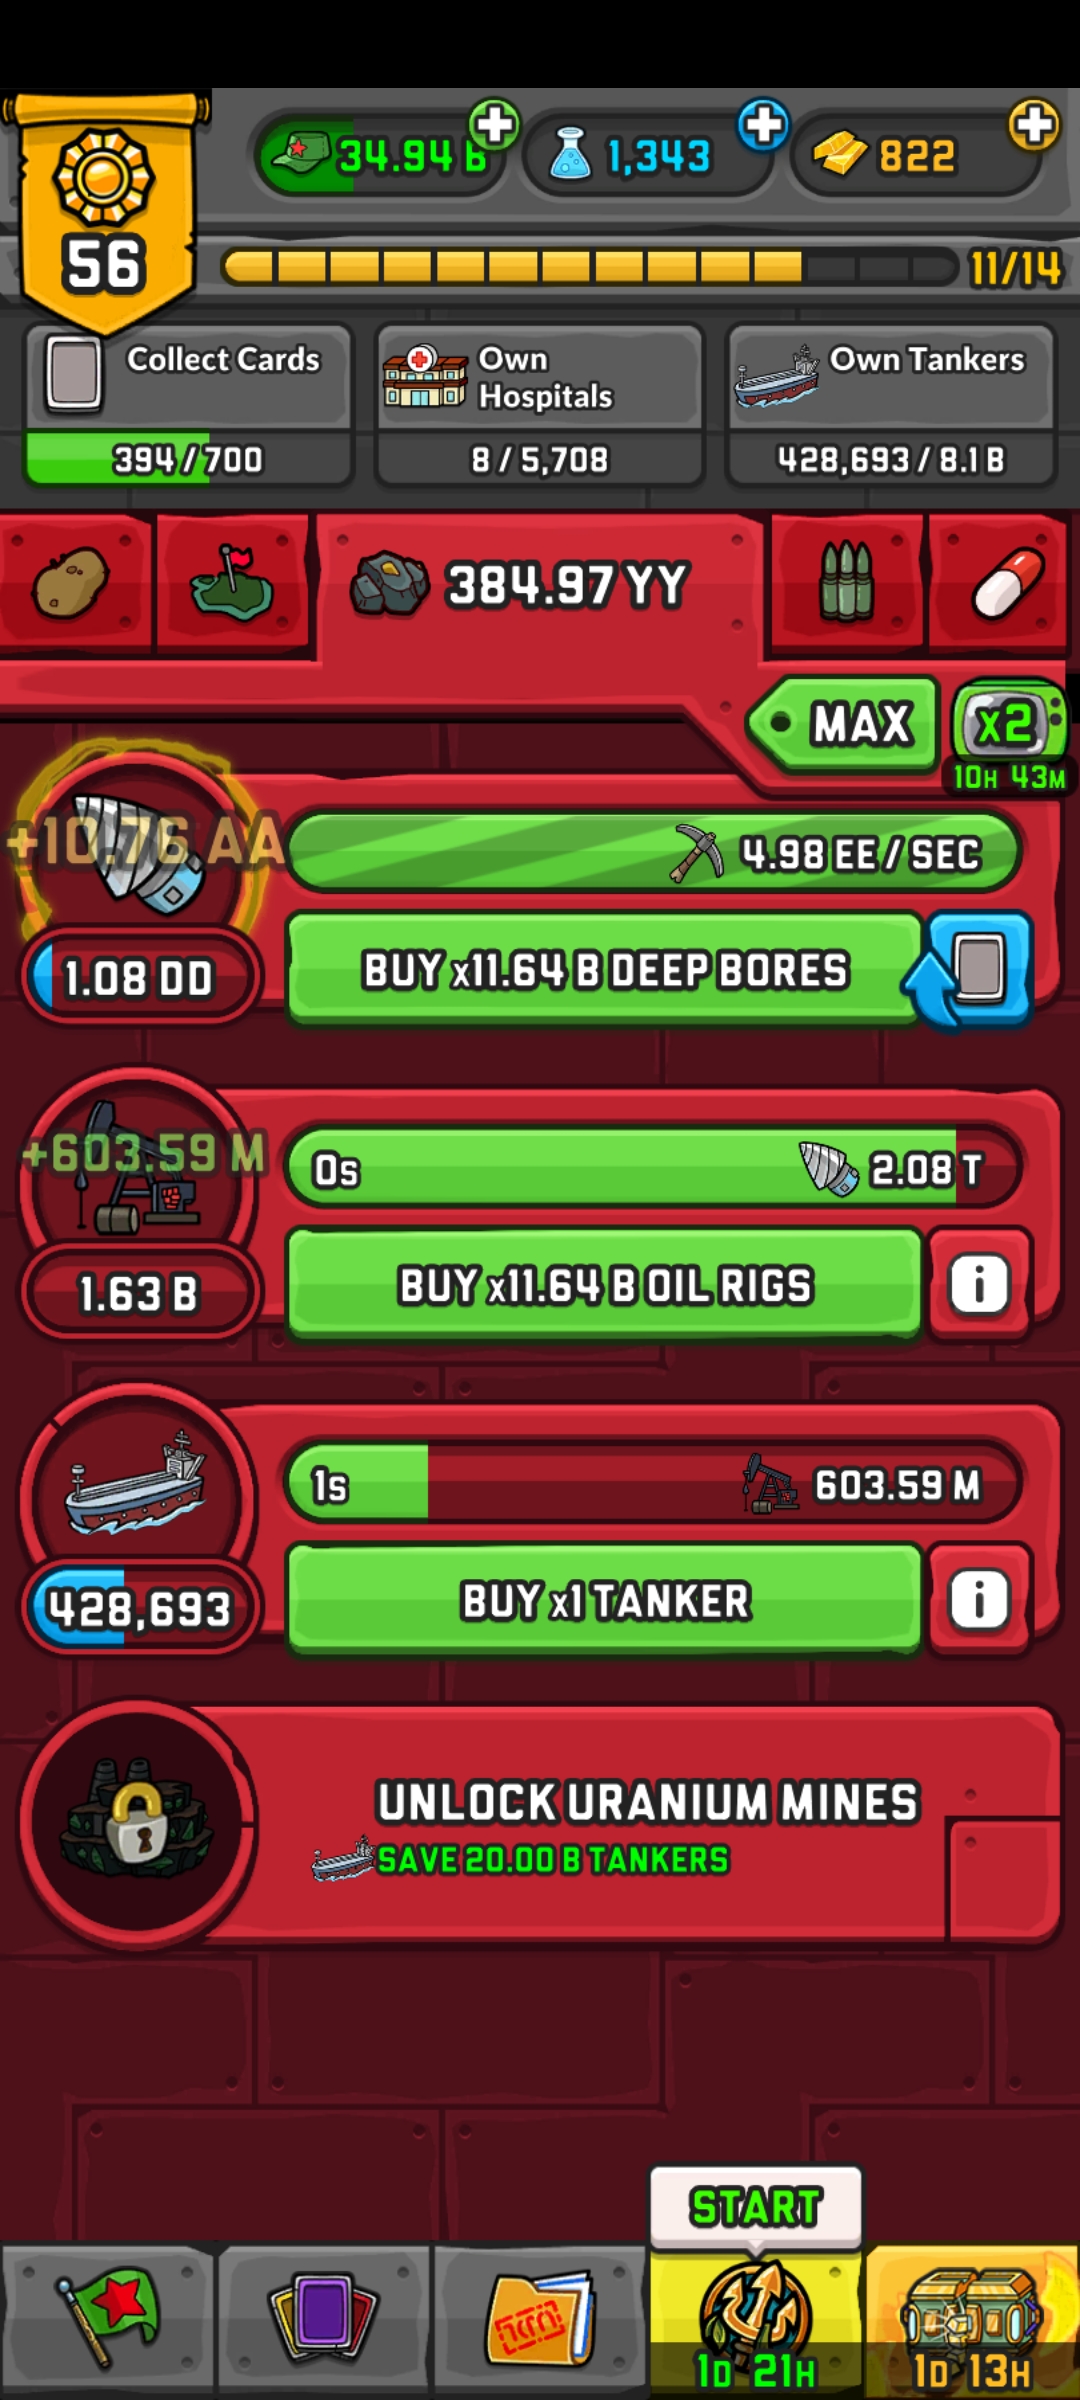 34.94 B
1,343
822
56
11/14
Collect Cards
394/700
Own
Hospitals
8/5,708
Own Tankers
428,693/8.1 B
384.97 YY
MAX
x2
10H 43M
+10.76 AA
4.98 EE/SEC
1.08 DD
BUY x11.64 B DEEP BORES
+603.59 M
0s
2.08 T
1.63 B
BUY x11.64 B OIL RIGS
i
1s
603.59 M
428,693
BUY x1 TANKER
i
UNLOCK URANIUM MINES
SAVE 20.00 B TANKERS
START
1D 21H
1D 13H